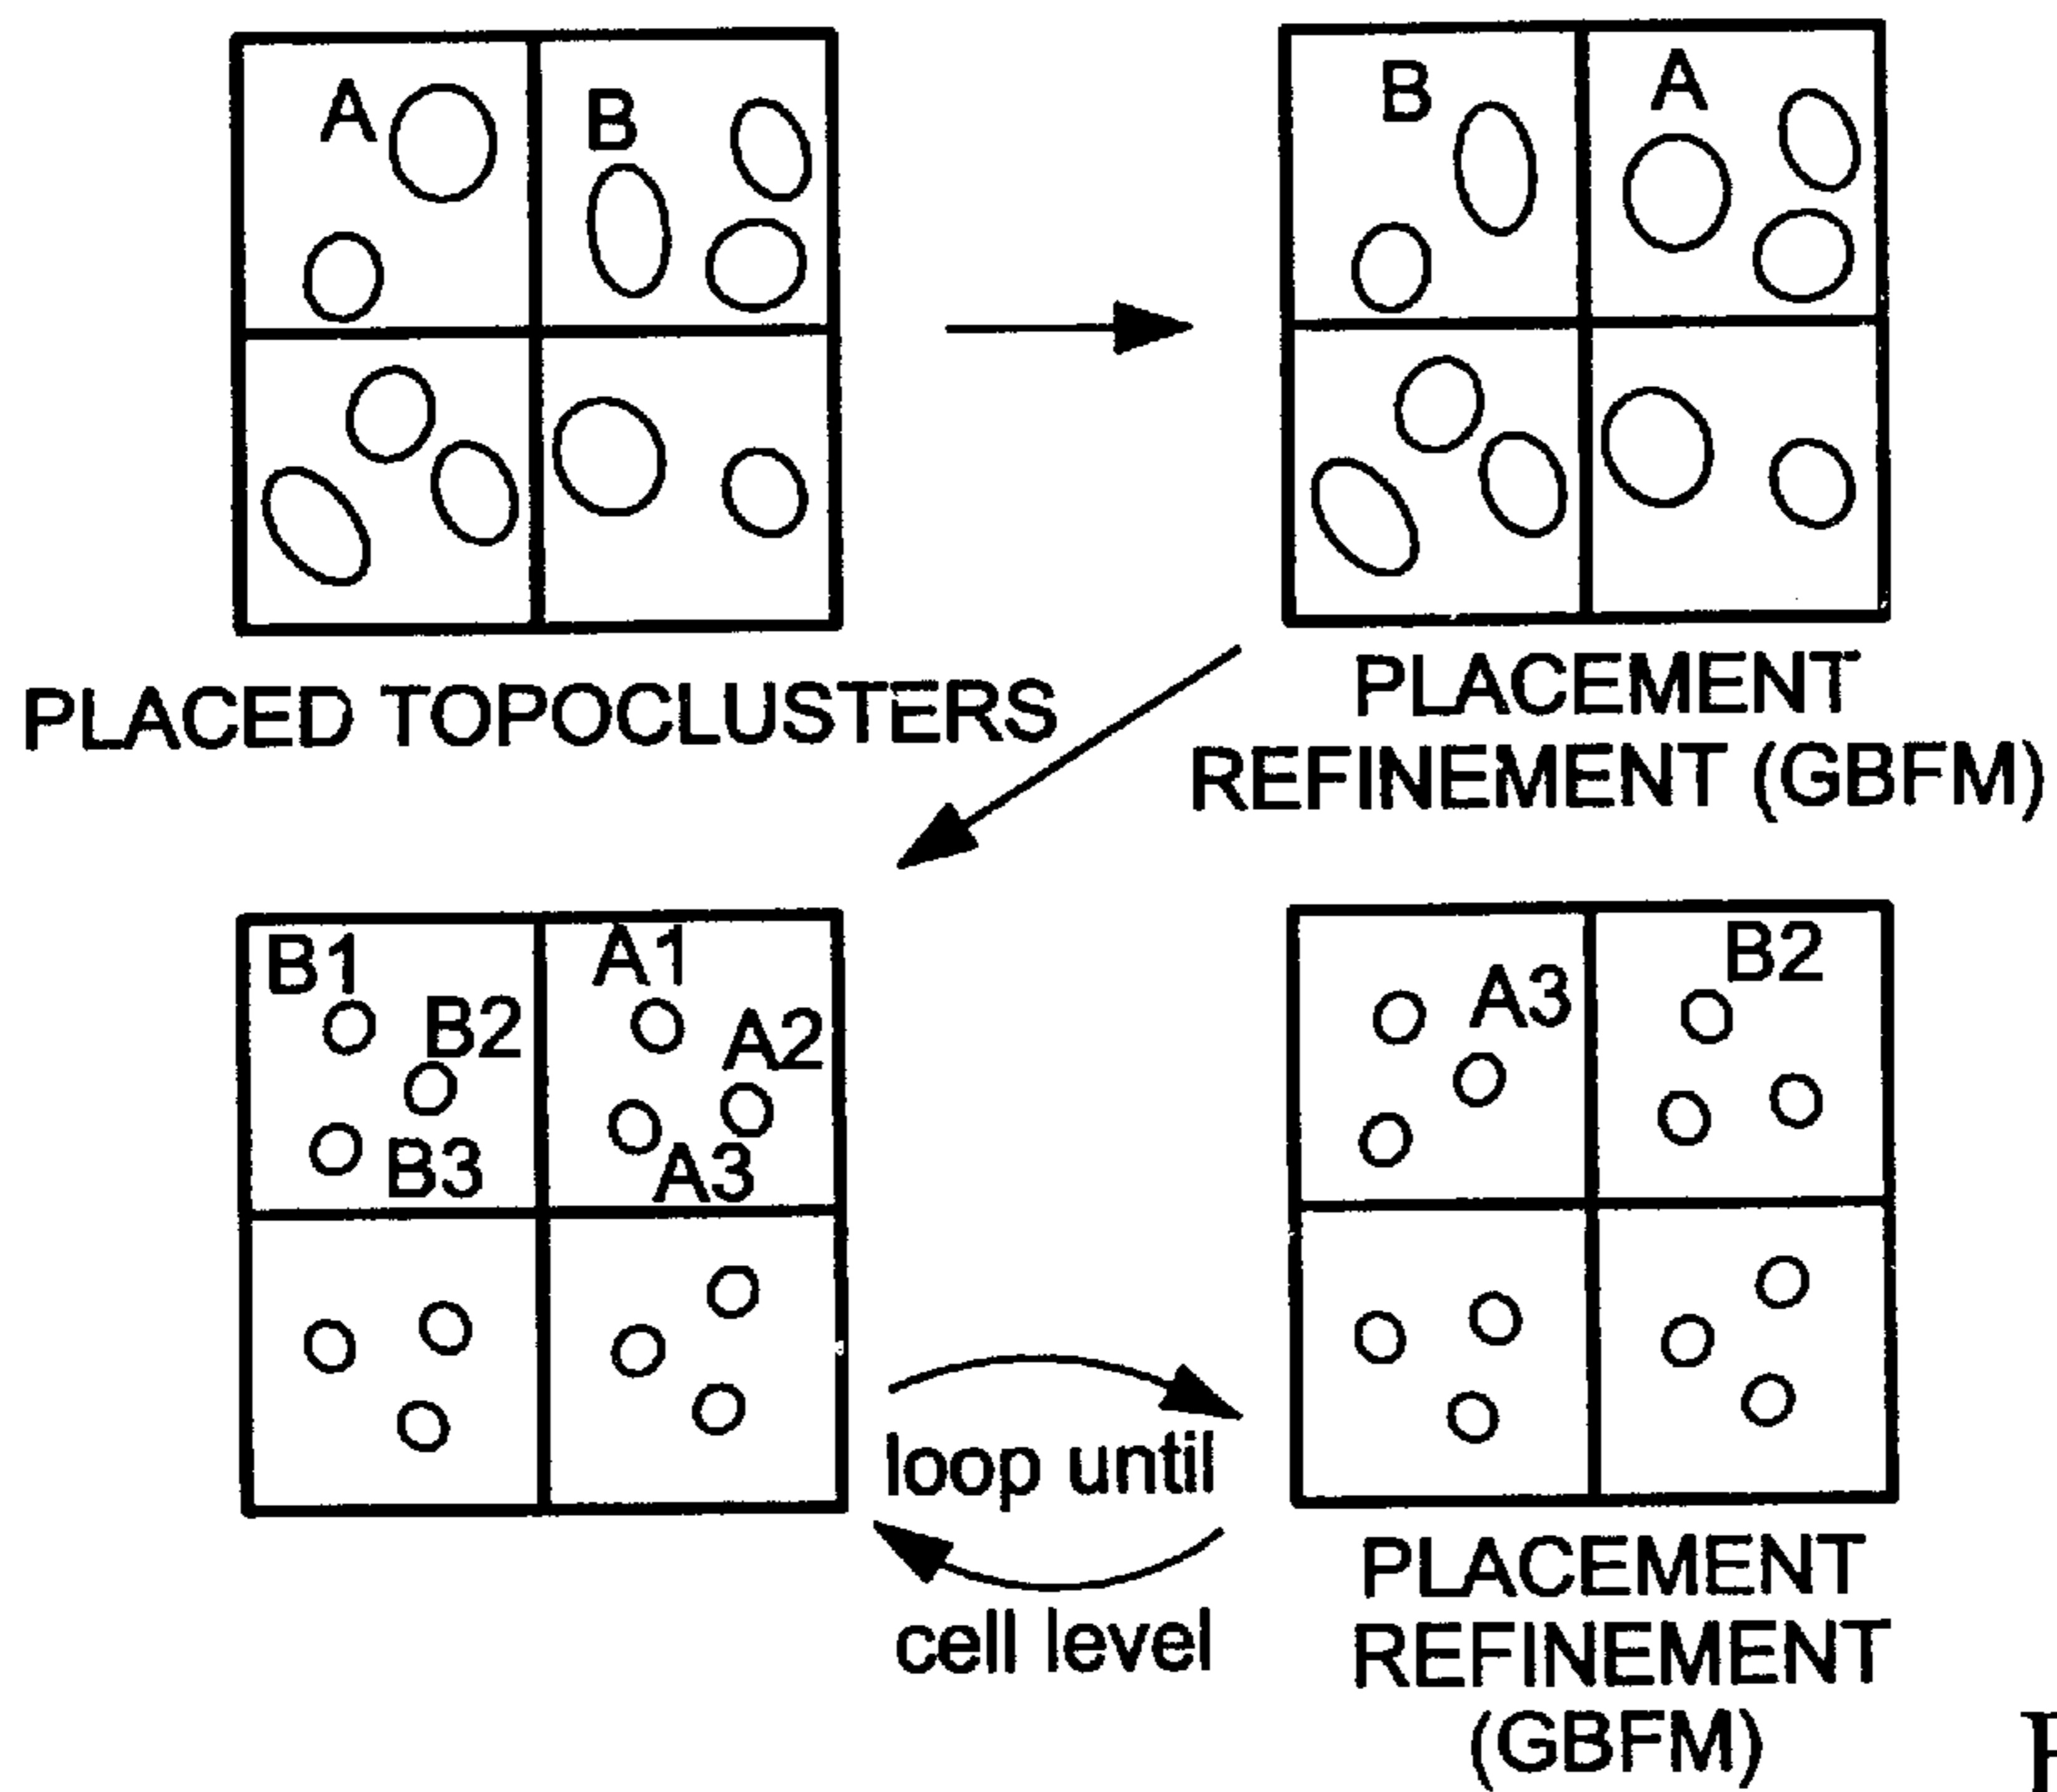 A
B
B
A
PLACED TOPOCLUSTERS
PLACEMENT
REFINEMENT (GBFM)
B1
B2
B3
A1
A2
A3
A3
B2
loop until
cell level
PLACEMENT
REFINEMENT
(GBFM)